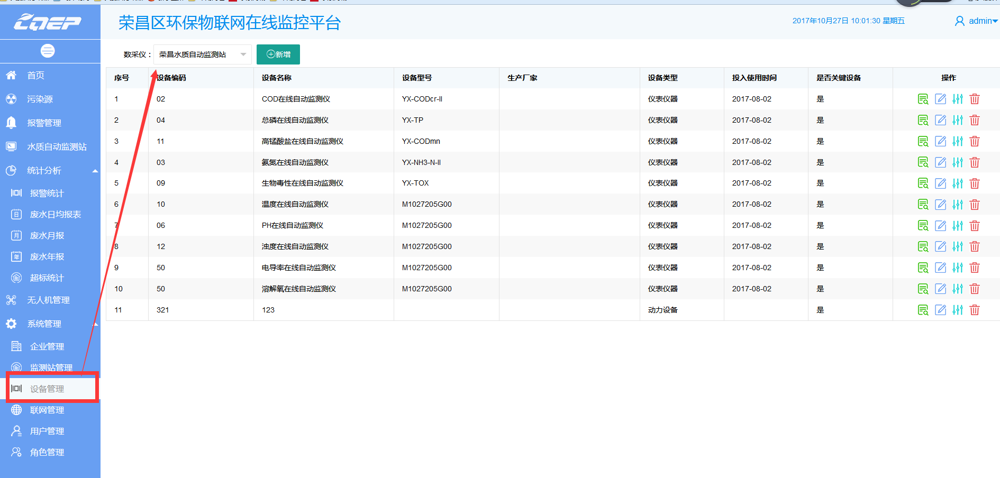 CQEP
荣昌区环保物联网在线监控平台
2017年10月27日 10:01:30 星期五
admin
首页
污染源
报警管理
水质自动监测站
统计分析
报警统计
废水日均报表
废水月报
废水年报
超标统计
无人机管理
系统管理
企业管理
监测站管理
设备管理
联网管理
用户管理
角色管理
数采仪： 荣昌水质自动监测站 新增
序号 设备编码 设备名称 设备型号 生产厂家 设备类型 投入使用时间 是否关键设备 操作
1 02 COD在线自动监测仪 YX-CODcr-II 仪表仪器 2017-08-02 是
2 04 总磷在线自动监测仪 YX-TP 仪表仪器 2017-08-02 是
3 11 高锰酸盐在线自动监测仪 YX-CODmn 仪表仪器 2017-08-02 是
4 03 氨氮在线自动监测仪 YX-NH3-N-II 仪表仪器 2017-08-02 是
5 09 生物毒性在线自动监测仪 YX-TOX 仪表仪器 2017-08-02 是
6 10 温度在线自动监测仪 M1027205G00 仪表仪器 2017-08-02 是
7 06 PH在线自动监测仪 M1027205G00 仪表仪器 2017-08-02 是
8 12 浊度在线自动监测仪 M1027205G00 仪表仪器 2017-08-02 是
9 50 电导率在线自动监测仪 M1027205G00 仪表仪器 2017-08-02 是
10 50 溶解氧在线自动监测仪 M1027205G00 仪表仪器 2017-08-02 是
11 321 123 动力设备 是